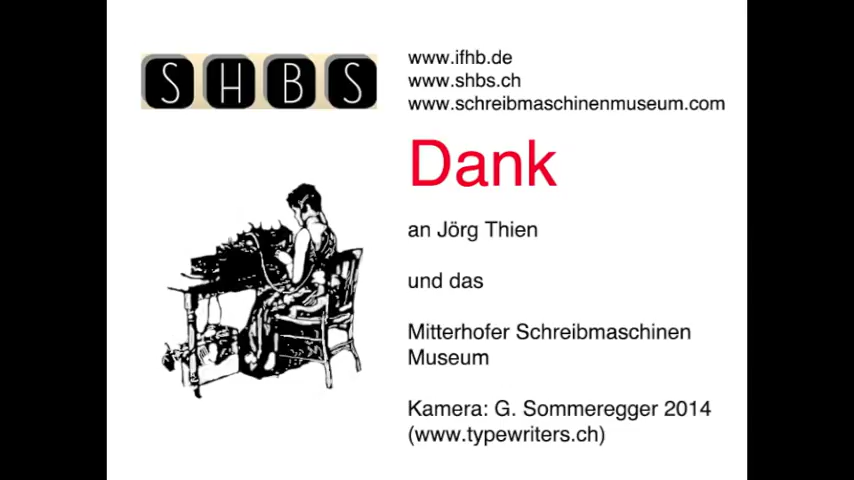 SHBS
www.ifhb.de
www.shbs.ch
www.schreibmaschinenmuseum.com
Dank
an Jörg Thien
und das
Mitterhofer Schreibmaschinen
Museum
Kamera: G. Sommeregger 2014
(www.typewriters.ch)